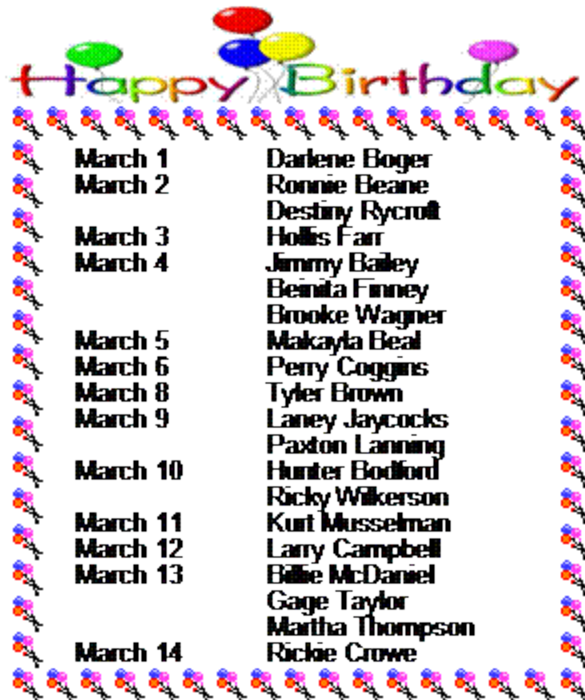 Happy Birthday
March 1 Darlene Boger
March 2 Ronnie Beane
Destiny Rycroft
March 3 Hollis Farr
March 4 Jimmy Bailey
Beinita Finney
Brooke Wagner
March 5 Makayla Beal
March 6 Perry Coggins
March 8 Tyler Brown
March 9 Laney Jaycocks
Paxton Lanning
March 10 Hunter Bodford
Ricky Wilkerson
March 11 Kurt Musselman
March 12 Larry Campbell
March 13 Billie McDaniel
Gage Taylor
Martha Thompson
March 14 Rickie Crowe